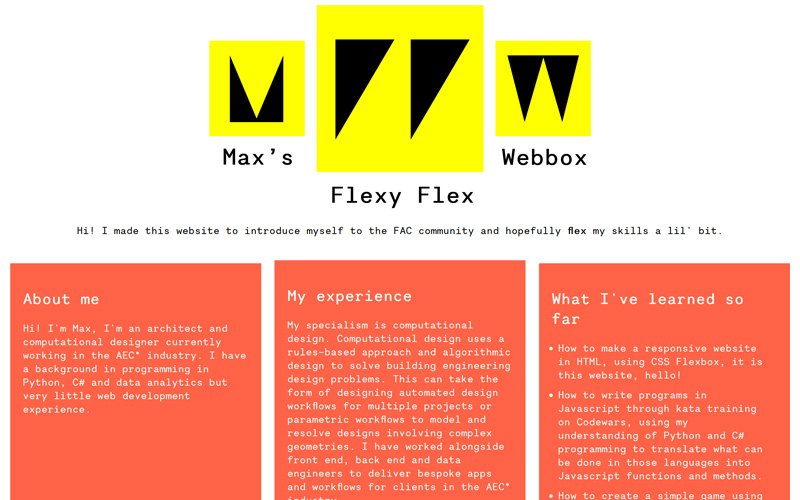 Max's
Webbox
Flexy Flex
Hi! I made this website to introduce myself to the FAC community and hopefully flex my skills a lil' bit.
About me
Hi! I'm Max, I'm an architect and
computational designer currently
working in the AEC* industry. I have
a background in programming in
Python, C# and data analytics but
very little web development
experience.
My experience
My specialism is computational
design. Computational design uses a
rules-based approach and algorithmic
design to solve building engineering
design problems. This can take the
form of designing automated design
workflows for multiple projects or
parametric workflows to model and
resolve designs involving complex
geometries. I have worked alongside
front end, back end and data
engineers to deliver bespoke apps
and workflows for clients in the AEC*
industry.
What I've learned so
far
• How to make a responsive website
in HTML, using CSS Flexbox, it is
this website, hello!
• How to write programs in
Javascript through kata training
on Codewars, using my
understanding of Python and C#
programming to translate what can
be done in those languages into
Javascript functions and methods.
• How to create a simple game using